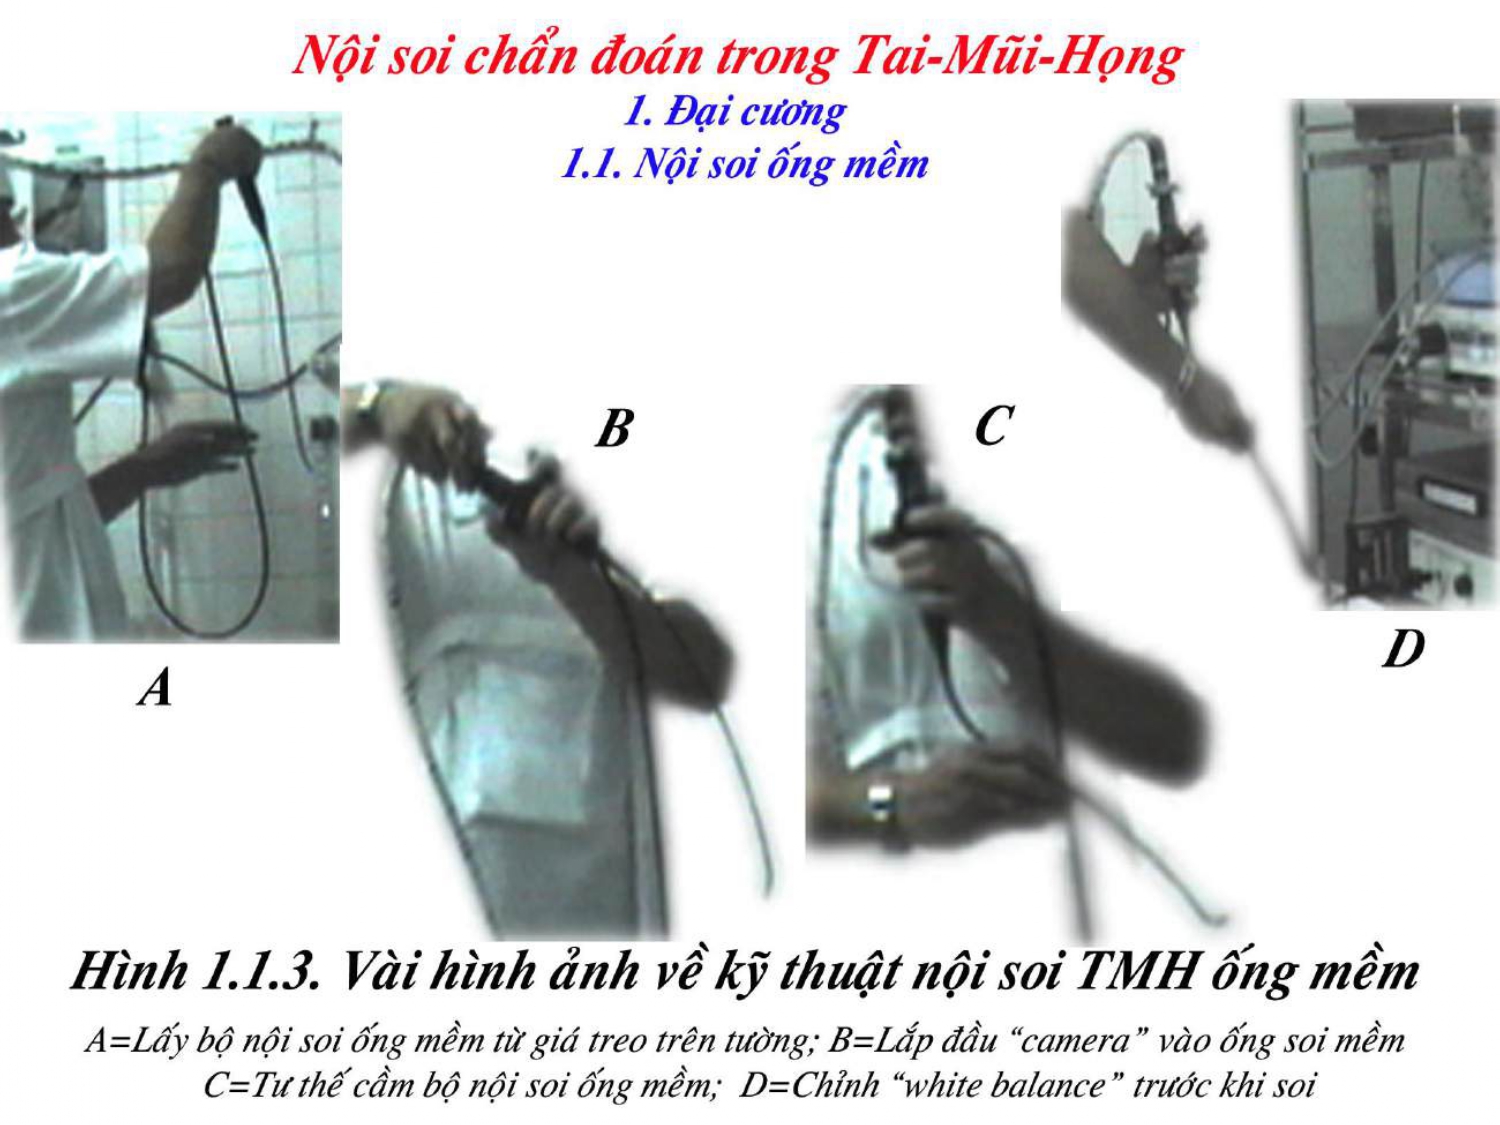 Nội soi chẩn đoán trong Tai-Mũi-Họng
1. Đại cương
1.1. Nội soi ống mềm
B
C
D
A
Hình 1.1.3. Vài hình ảnh về kỹ thuật nội soi TMH ống mềm
A=Lấy bộ nội soi ống mềm từ giá treo trên tường; B=Lắp đầu “camera” vào ống soi mềm
C=Tư thế cầm bộ nội soi ống mềm; D=Chỉnh “white balance” trước khi soi